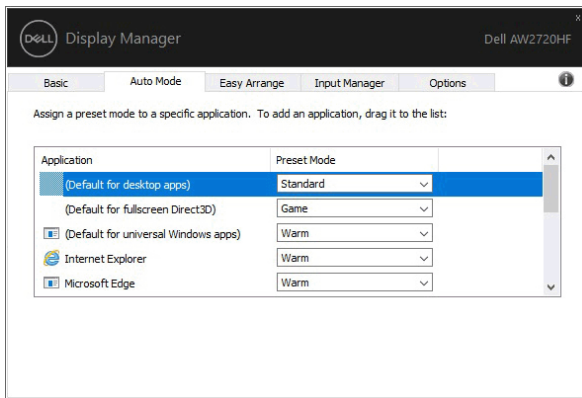 x
DELL Display Manager Dell AW2720HF
Basic Auto Mode Easy Arrange Input Manager Options i
Assign a preset mode to a specific application. To add an application, drag it to the list:
Application Preset Mode
(Default for desktop apps) Standard
(Default for fullscreen Direct3D) Game
(Default for universal Windows apps) Warm
Internet Explorer Warm
Microsoft Edge Warm